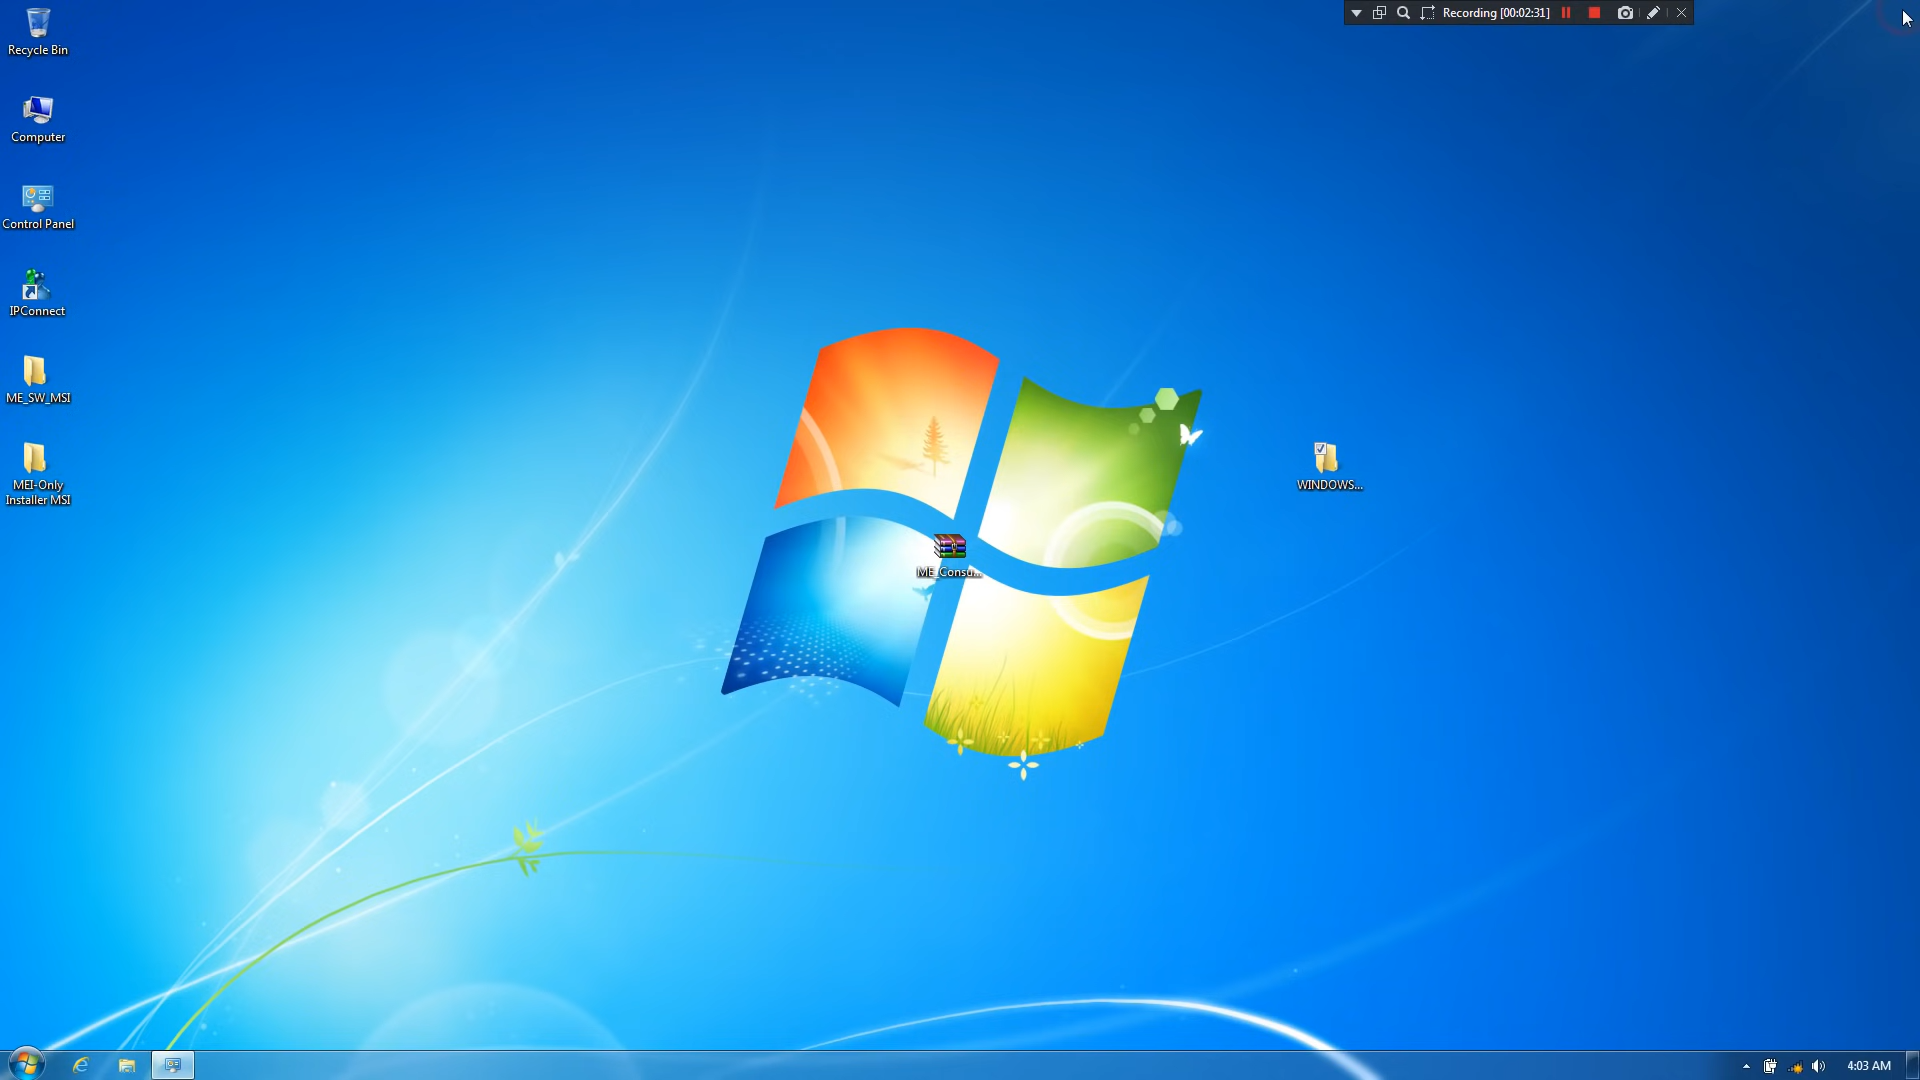 Recording [00:02:31]
Recycle Bin
Computer
Control Panel
IPConnect
ME_SW_MSI
MEI-Only
Installer MSI
WINDOWS...
ME_Consu...
4:03 AM